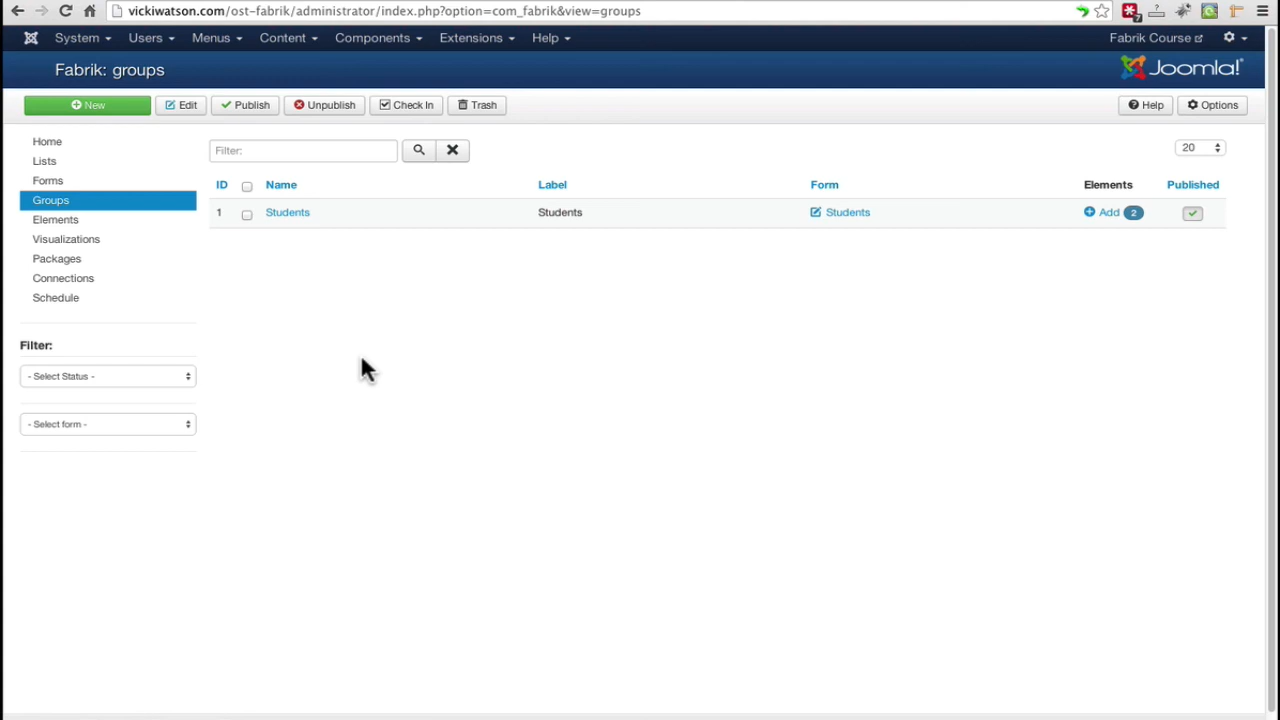 vickiwatson.com/ost-fabrik/administrator/index.php?option=com_fabrik&view=groups
7
System Users Menus Content Components Extensions Help Fabrik Course
Fabrik: groups Joomla!
New Edit Publish Unpublish Check In Trash Help Options
Home
Lists
Forms
Groups
Elements
Visualizations
Packages
Connections
Schedule
Filter:
- Select Status -
- Select form -
Filter: 20
ID Name Label Form Elements Published
1 Students Students Students Add 2